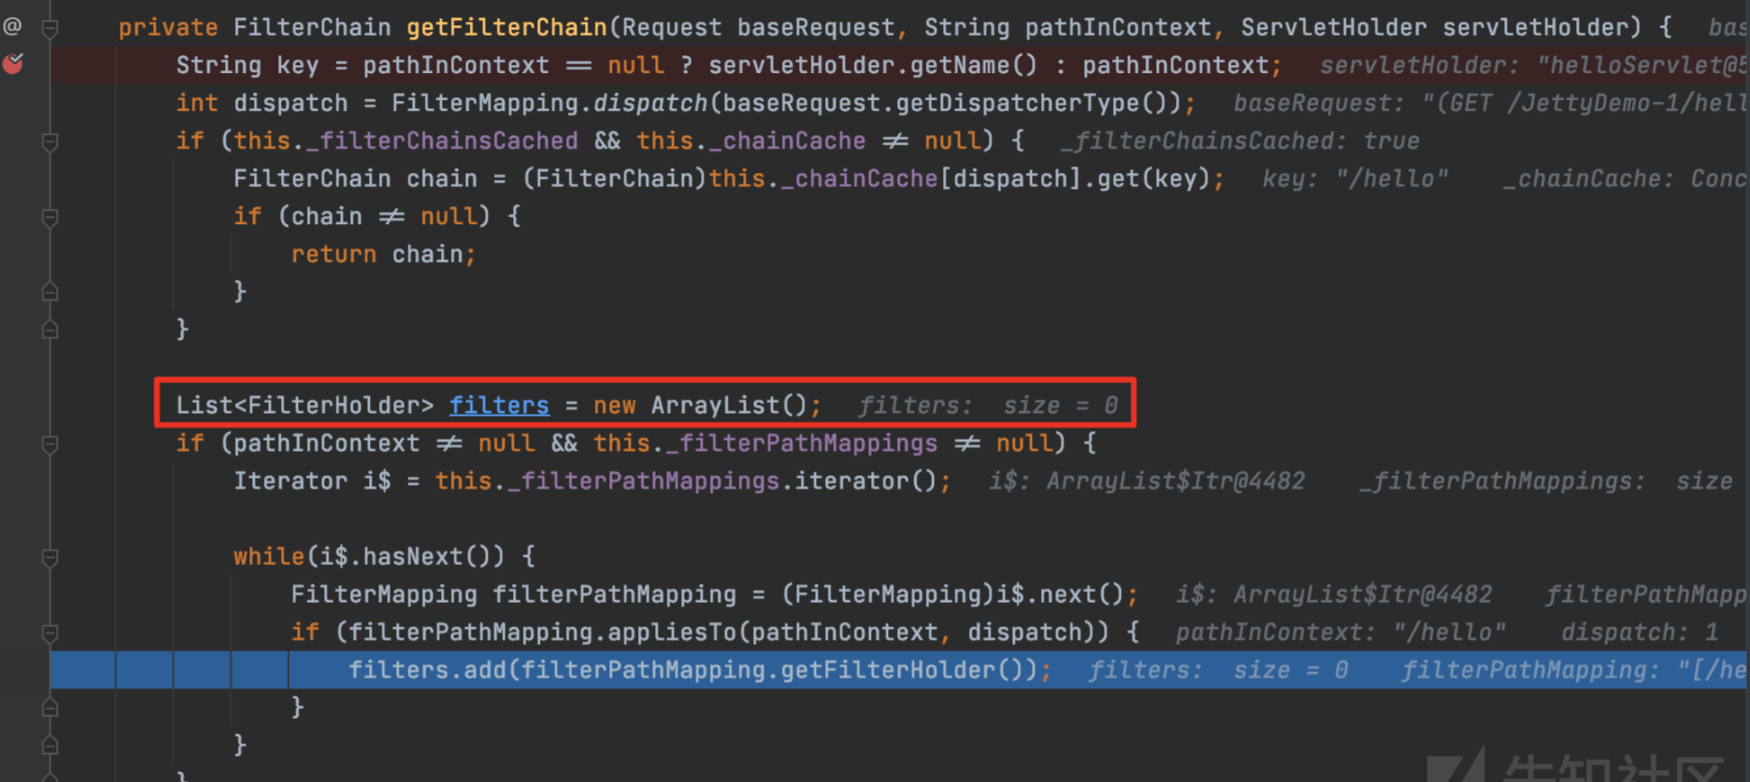 @ private FilterChain getFilterChain(Request baseRequest, String pathInContext, ServletHolder servletHolder) { bas
String key = pathInContext == null ? servletHolder.getName() : pathInContext; servletHolder: "helloServlet@5
int dispatch = FilterMapping.dispatch(baseRequest.getDispatcherType()); baseRequest: "(GET /JettyDemo-1/hell
if (this._filterChainsCached && this._chainCache ≠ null) { _filterChainsCached: true
FilterChain chain = (FilterChain)this._chainCache[dispatch].get(key); key: "/hello" _chainCache: Conc
if (chain ≠ null) {
return chain;
}
}
List<FilterHolder> filters = new ArrayList(); filters: size = 0
if (pathInContext ≠ null && this._filterPathMappings ≠ null) {
Iterator i$ = this._filterPathMappings.iterator(); i$: ArrayList$Itr@4482 _filterPathMappings: size
while(i$.hasNext()) {
FilterMapping filterPathMapping = (FilterMapping)i$.next(); i$: ArrayList$Itr@4482 filterPathMapp
if (filterPathMapping.appliesTo(pathInContext, dispatch)) { pathInContext: "/hello" dispatch: 1
filters.add(filterPathMapping.getFilterHolder()); filters: size = 0 filterPathMapping: "[/he
}
}
}
先知社区